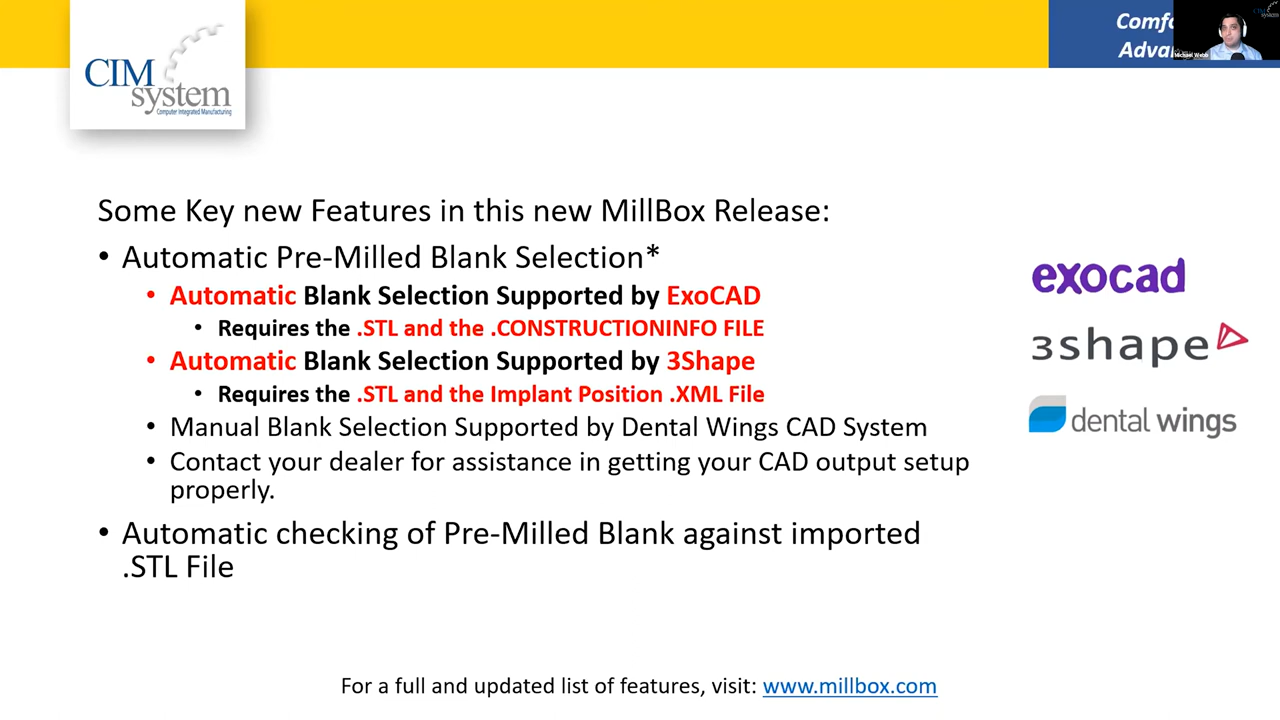 Comfo
Adva
Michael Webb
CIM
system
Computer Integrated Manufacturing
Some Key new Features in this new MillBox Release:
• Automatic Pre-Milled Blank Selection*
• Automatic Blank Selection Supported by ExoCAD
• Requires the .STL and the .CONSTRUCTIONINFO FILE
• Automatic Blank Selection Supported by 3Shape
• Requires the .STL and the Implant Position .XML File
• Manual Blank Selection Supported by Dental Wings CAD System
• Contact your dealer for assistance in getting your CAD output setup
properly.
• Automatic checking of Pre-Milled Blank against imported
.STL File
exocad
3shape
dental wings
For a full and updated list of features, visit: www.millbox.com